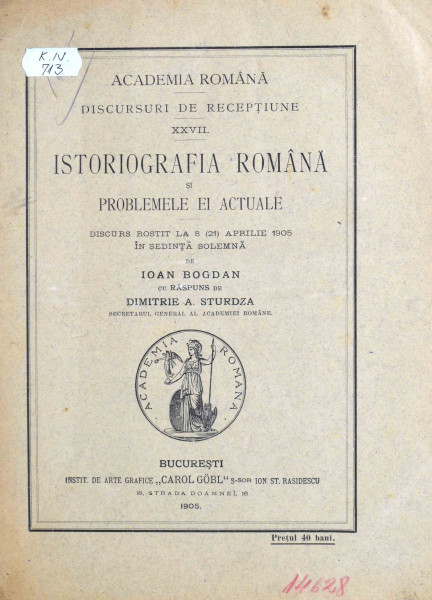 K.N.
713
ACADEMIA ROMÂNĂ
DISCURSURI DE RECEPȚIUNE
XXVII.
ISTORIOGRAFIA ROMÂNĂ
ȘI
PROBLEMELE EI ACTUALE
DISCURS ROSTIT LA 8 (21) APRILIE 1905
ÎN ȘEDINȚĂ SOLEMNĂ
DE
IOAN BOGDAN
CU RĂSPUNS DE
DIMITRIE A. STURDZA
SECRETARUL GENERAL AL ACADEMIEI ROMÂNE.
ACADEMIA ROMANA
BUCUREȘTI
INSTIT. DE ARTE GRAFICE „CAROL GÖBL" S-SOR ION ST. RASIDESCU
16, STRADA DOAMNEI, 16
1905.
Prețul 40 bani.
14628